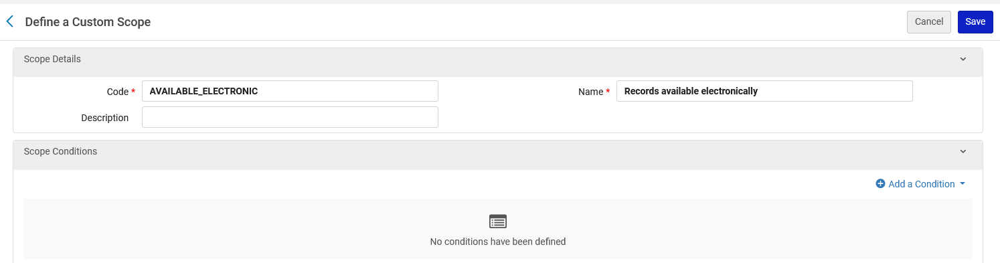 Define a Custom Scope
Cancel
Save
Scope Details
Code *
AVAILABLE_ELECTRONIC
Name *
Records available electronically
Description
Scope Conditions
Add a Condition
No conditions have been defined